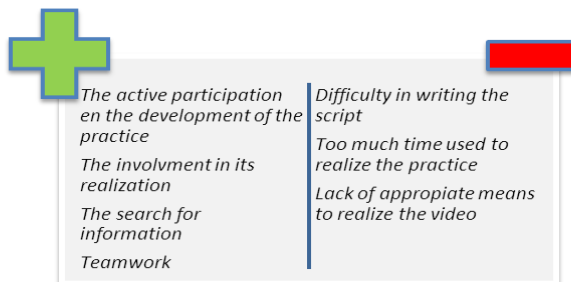 The active participation
en the development of the
practice
The involvment in its
realization
The search for
information
Teamwork
Difficulty in writing the
script
Too much time used to
realize the practice
Lack of appropiate means
to realize the video